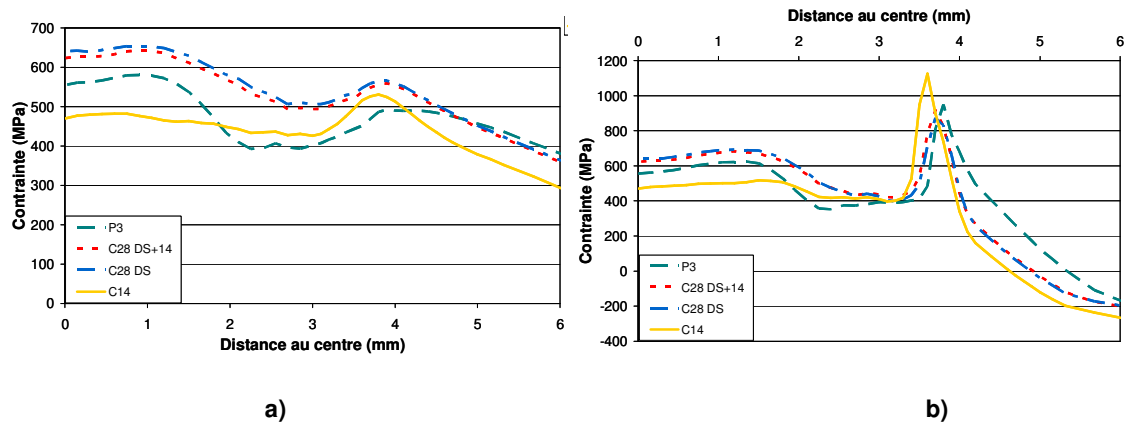 700
600
500
400
300
200
100
0
Contrainte (MPa)
P3
C28 DS+14
C28 DS
C14
0 1 2 3 4 5 6
Distance au centre (mm)
a)
Distance au centre (mm)
0 1 2 3 4 5 6
1200
1000
800
600
400
200
0
-200
-400
Contrainte (MPa)
P3
C28 DS+14
C28 DS
C14
b)